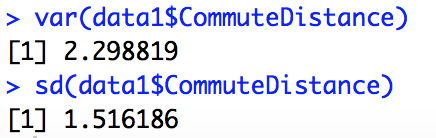 > var(data1$CommuteDistance)
[1] 2.298819
> sd(data1$CommuteDistance)
[1] 1.516186